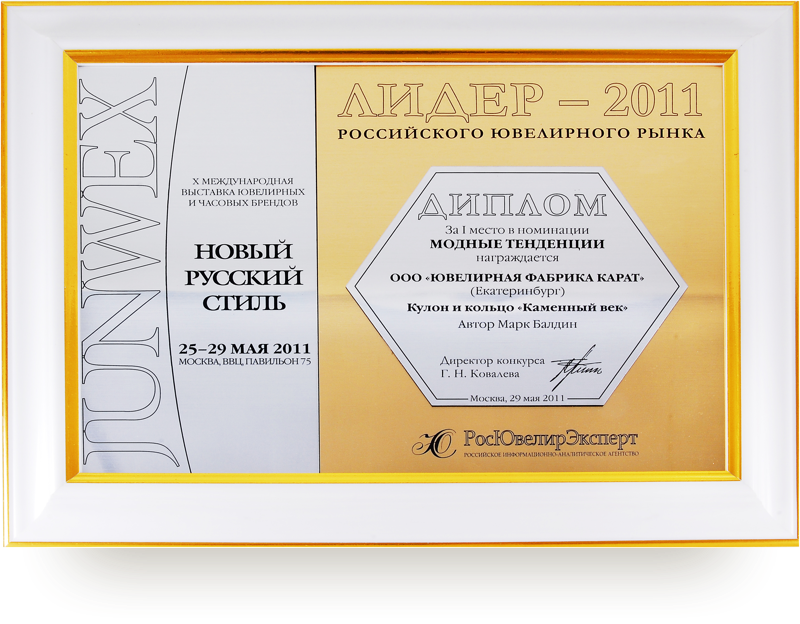 JUNWEX
X МЕЖДУНАРОДНАЯ
ВЫСТАВКА ЮВЕЛИРНЫХ
И ЧАСОВЫХ БРЕНДОВ
НОВЫЙ
РУССКИЙ
СТИЛЬ
25–29 МАЯ 2011
МОСКВА, ВВЦ, ПАВИЛЬОН 75
ЛИДЕР – 2011
РОССИЙСКОГО ЮВЕЛИРНОГО РЫНКА
ДИПЛОМ
За I место в номинации
МОДНЫЕ ТЕНДЕНЦИИ
награждается
ООО «ЮВЕЛИРНАЯ ФАБРИКА КАРАТ»
(Екатеринбург)
Кулон и кольцо «Каменный век»
Автор Марк Балдин
Директор конкурса
Г. Н. Ковалева
Москва, 29 мая 2011
РосЮвелирЭксперт
РОССИЙСКОЕ ИНФОРМАЦИОННО-АНАЛИТИЧЕСКОЕ АГЕНТСТВО